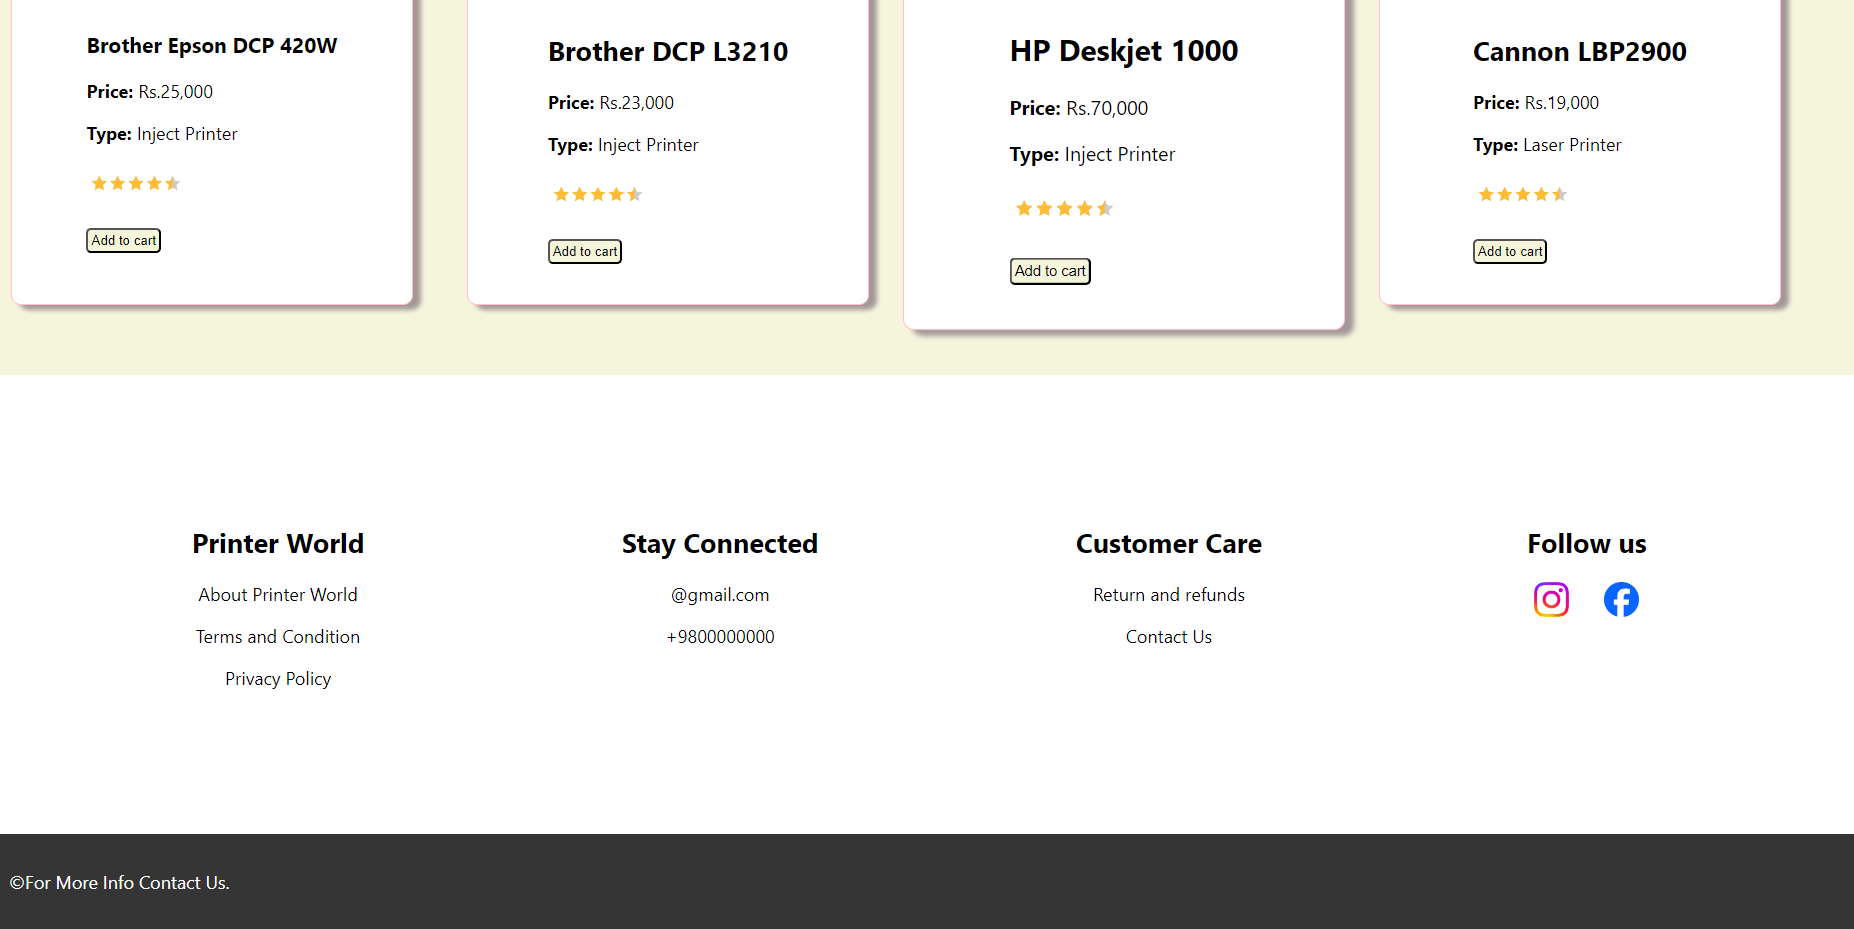 Brother Epson DCP 420W
Price: Rs.25,000
Type: Inject Printer
Add to cart
Brother DCP L3210
Price: Rs.23,000
Type: Inject Printer
Add to cart
HP Deskjet 1000
Price: Rs.70,000
Type: Inject Printer
Add to cart
Cannon LBP2900
Price: Rs.19,000
Type: Laser Printer
Add to cart
Printer World
About Printer World
Terms and Condition
Privacy Policy
Stay Connected
@gmail.com
+9800000000
Customer Care
Return and refunds
Contact Us
Follow us
©For More Info Contact Us.